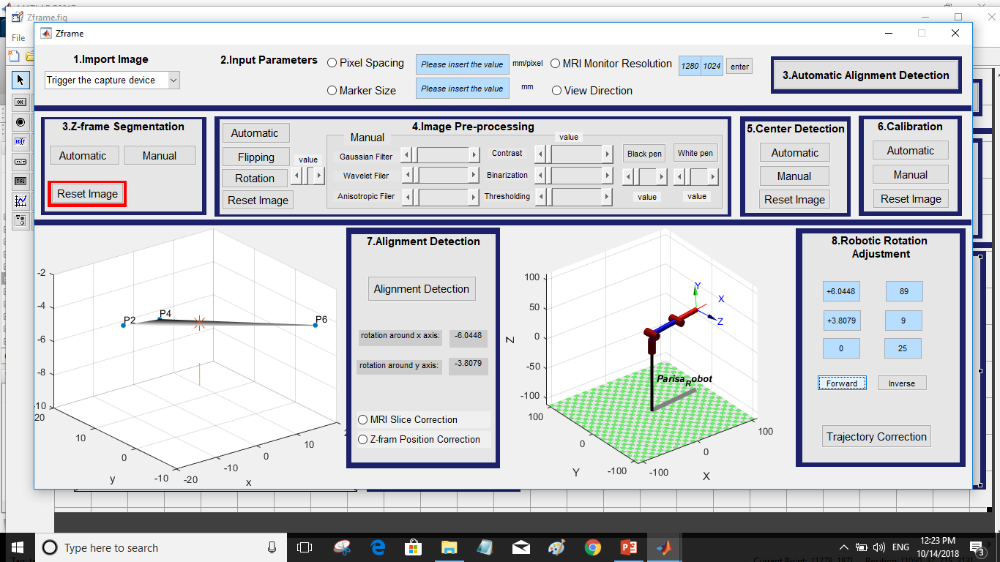 Zframe.fig
File
Zframe
1.Import Image
Trigger the capture device
2.Input Parameters
Pixel Spacing
Please insert the value
mm/pixel
MRI Monitor Resolution
1280
1024
enter
Marker Size
Please insert the value
mm
View Direction
3.Automatic Alignment Detection
3.Z-frame Segmentation
Automatic
Manual
Reset Image
4.Image Pre-processing
Automatic
Flipping
Rotation
Reset Image
value
Manual
value
Gaussian Filter
Wavelet Filer
Anisotropic Filer
Contrast
Binarization
Thresholding
Black pen
White pen
value
value
5.Center Detection
Automatic
Manual
Reset Image
6.Calibration
Automatic
Manual
Reset Image
-2
-4
-6
-8
-10
20
10
0
-10
-20
-10
0
10
y
x
P2
P4
P6
7.Alignment Detection
Alignment Detection
rotation around x axis:
-6.0448
rotation around y axis:
-3.8079
MRI Slice Correction
Z-fram Position Correction
100
50
0
-50
-100
Z
100
0
-100
Y
-100
0
100
X
Y
X
Z
Parisa Robot
8.Robotic Rotation
Adjustment
+6.0448
89
+3.8079
9
0
25
Forward
Inverse
Trajectory Correction
Type here to search
ENG
12:23 PM
10/14/2018
3